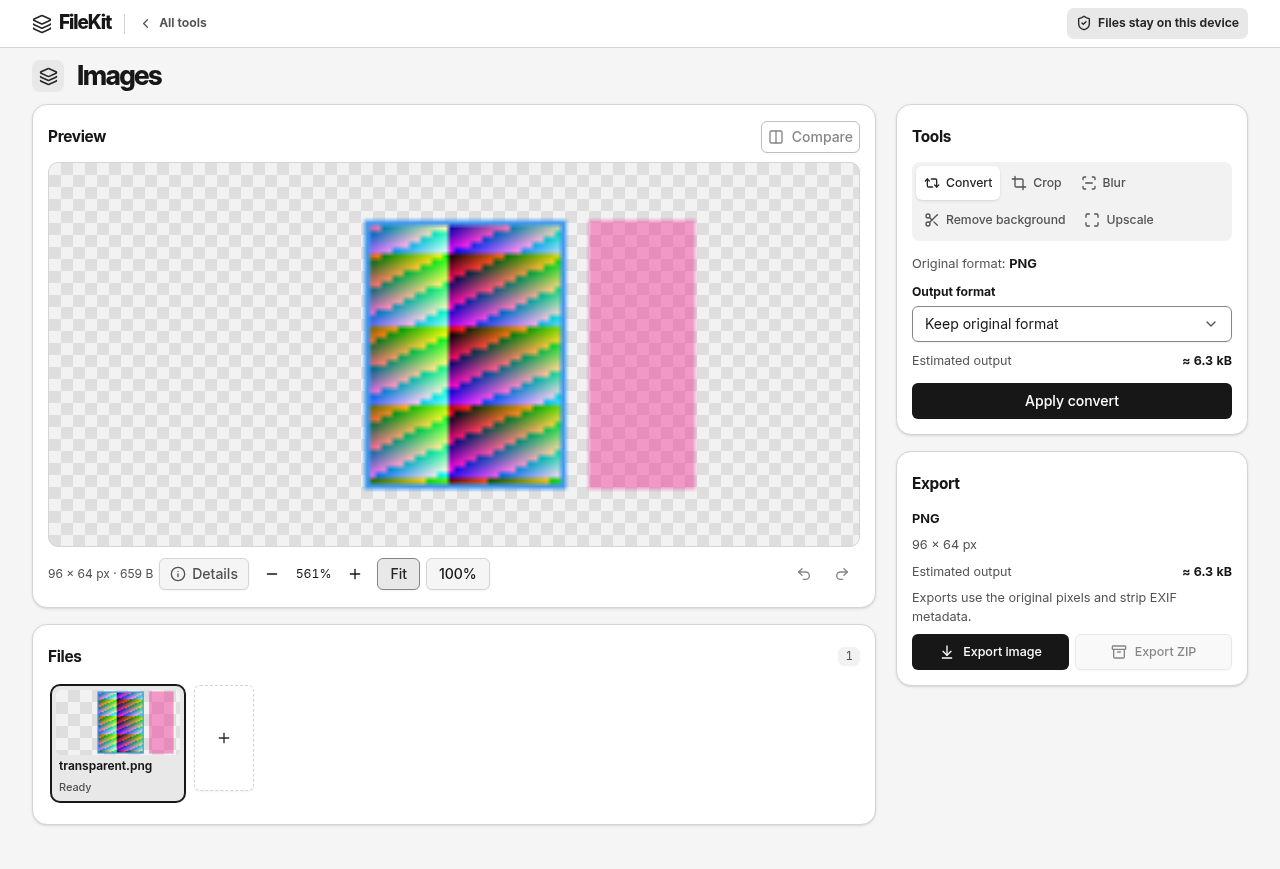 FileKit
All tools
Files stay on this device
Images
Preview
Compare
96 × 64 px · 659 B
Details
561%
Fit
100%
Files
1
transparent.png
Ready
Tools
Convert
Crop
Blur
Remove background
Upscale
Original format: PNG
Output format
Keep original format
Estimated output
≈ 6.3 kB
Apply convert
Export
PNG
96 × 64 px
Estimated output
≈ 6.3 kB
Exports use the original pixels and strip EXIF
metadata.
Export image
Export ZIP